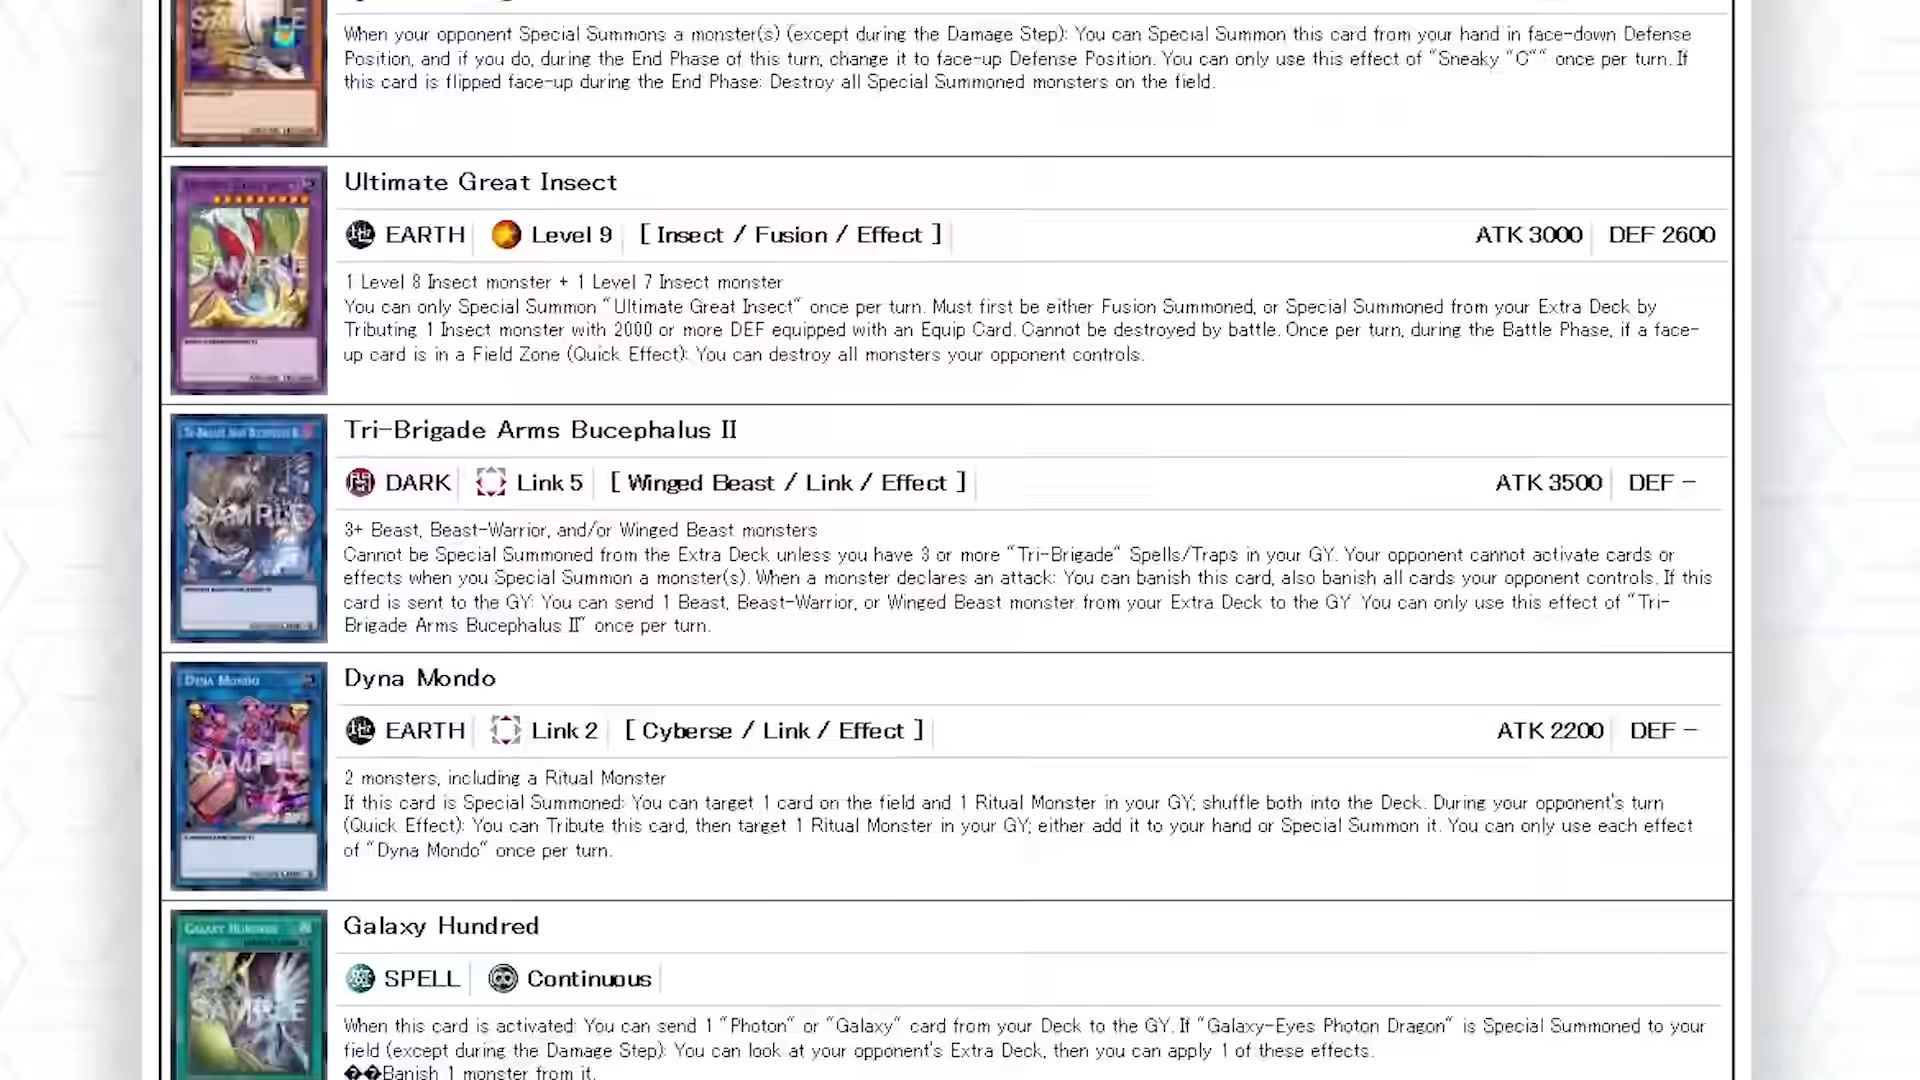 When your opponent Special Summons a monster(s) (except during the Damage Step): You can Special Summon this card from your hand in face-down Defense
Position, and if you do, during the End Phase of this turn, change it to face-up Defense Position. You can only use this effect of "Sneaky "C"" once per turn. If
this card is flipped face-up during the End Phase: Destroy all Special Summoned monsters on the field.
SAMPLE
Ultimate Great Insect
EARTH Level 9 [ Insect / Fusion / Effect ] ATK 3000 DEF 2600
1 Level 8 Insect monster + 1 Level 7 Insect monster
You can only Special Summon "Ultimate Great Insect" once per turn. Must first be either Fusion Summoned, or Special Summoned from your Extra Deck by
Tributing 1 Insect monster with 2000 or more DEF equipped with an Equip Card. Cannot be destroyed by battle. Once per turn, during the Battle Phase, if a face-
up card is in a Field Zone (Quick Effect): You can destroy all monsters your opponent controls.
SAMPLE
Tri-Brigade Arms Bucephalus II
DARK Link 5 [ Winged Beast / Link / Effect ] ATK 3500 DEF -
3+ Beast, Beast-Warrior, and/or Winged Beast monsters
Cannot be Special Summoned from the Extra Deck unless you have 3 or more "Tri-Brigade" Spells/Traps in your GY. Your opponent cannot activate cards or
effects when you Special Summon a monster(s). When a monster declares an attack: You can banish this card, also banish all cards your opponent controls. If this
card is sent to the GY: You can send 1 Beast, Beast-Warrior, or Winged Beast monster from your Extra Deck to the GY. You can only use this effect of "Tri-
Brigade Arms Bucephalus II" once per turn.
Tri-Brigade Arms Bucephalus II
SAMPLE
Dyna Mondo
EARTH Link 2 [ Cyberse / Link / Effect ] ATK 2200 DEF -
2 monsters, including a Ritual Monster
If this card is Special Summoned: You can target 1 card on the field and 1 Ritual Monster in your GY; shuffle both into the Deck. During your opponent's turn
(Quick Effect): You can Tribute this card, then target 1 Ritual Monster in your GY; either add it to your hand or Special Summon it. You can only use each effect
of "Dyna Mondo" once per turn.
Dyna Mondo
SAMPLE
Galaxy Hundred
SPELL Continuous
When this card is activated: You can send 1 "Photon" or "Galaxy" card from your Deck to the GY. If "Galaxy-Eyes Photon Dragon" is Special Summoned to your
field (except during the Damage Step): You can look at your opponent's Extra Deck, then you can apply 1 of these effects.
��Banish 1 monster from it.
Galaxy Hundred
SAMPLE